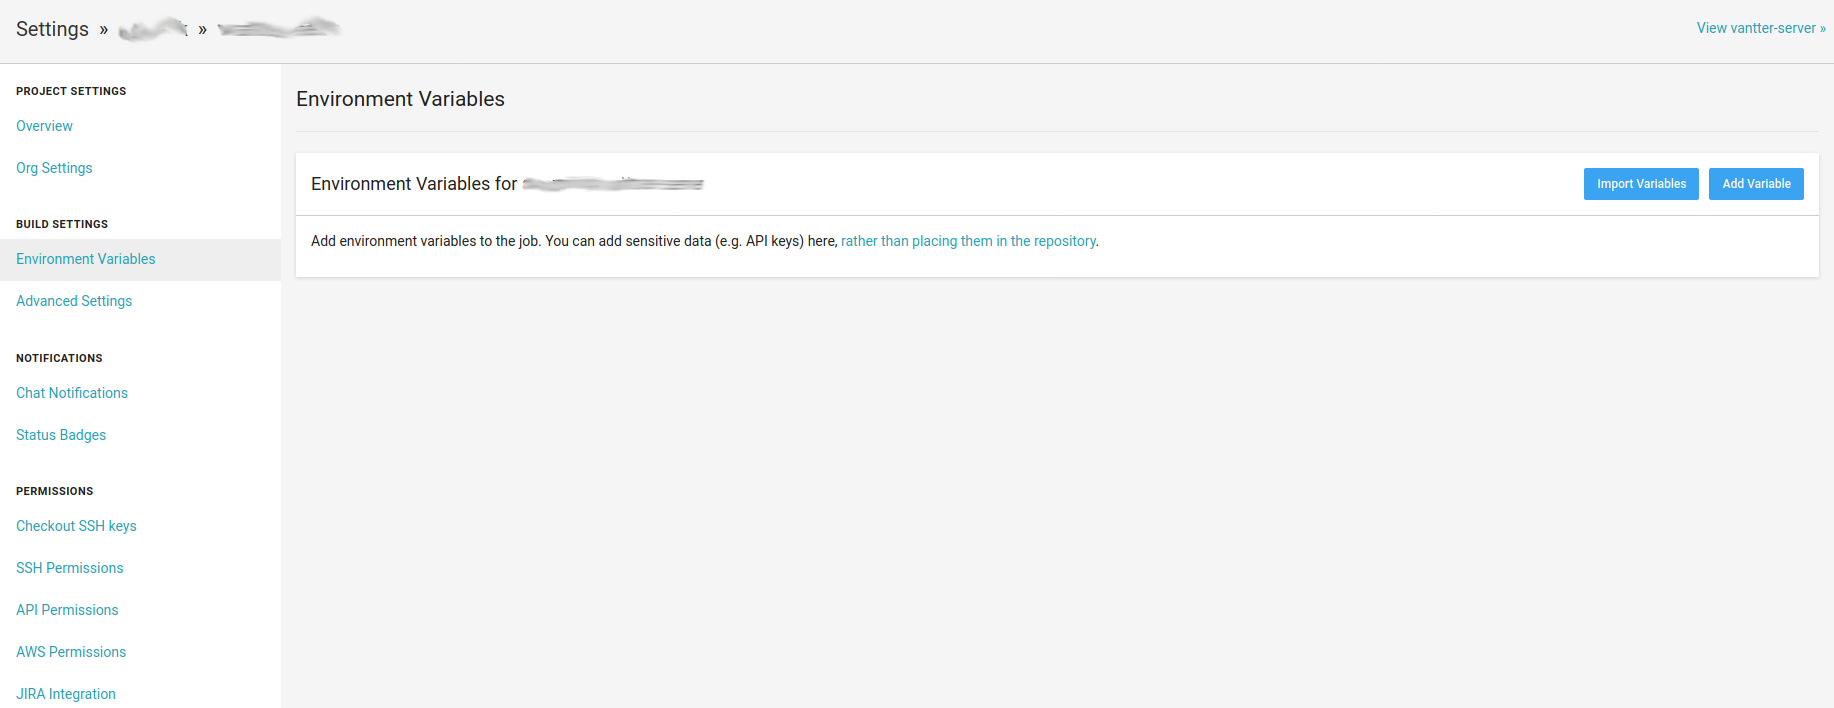 Settings » »
View vantter-server »
PROJECT SETTINGS
Overview
Org Settings
BUILD SETTINGS
Environment Variables
Advanced Settings
NOTIFICATIONS
Chat Notifications
Status Badges
PERMISSIONS
Checkout SSH keys
SSH Permissions
API Permissions
AWS Permissions
JIRA Integration
Environment Variables
Environment Variables for
Import Variables
Add Variable
Add environment variables to the job. You can add sensitive data (e.g. API keys) here, rather than placing them in the repository.